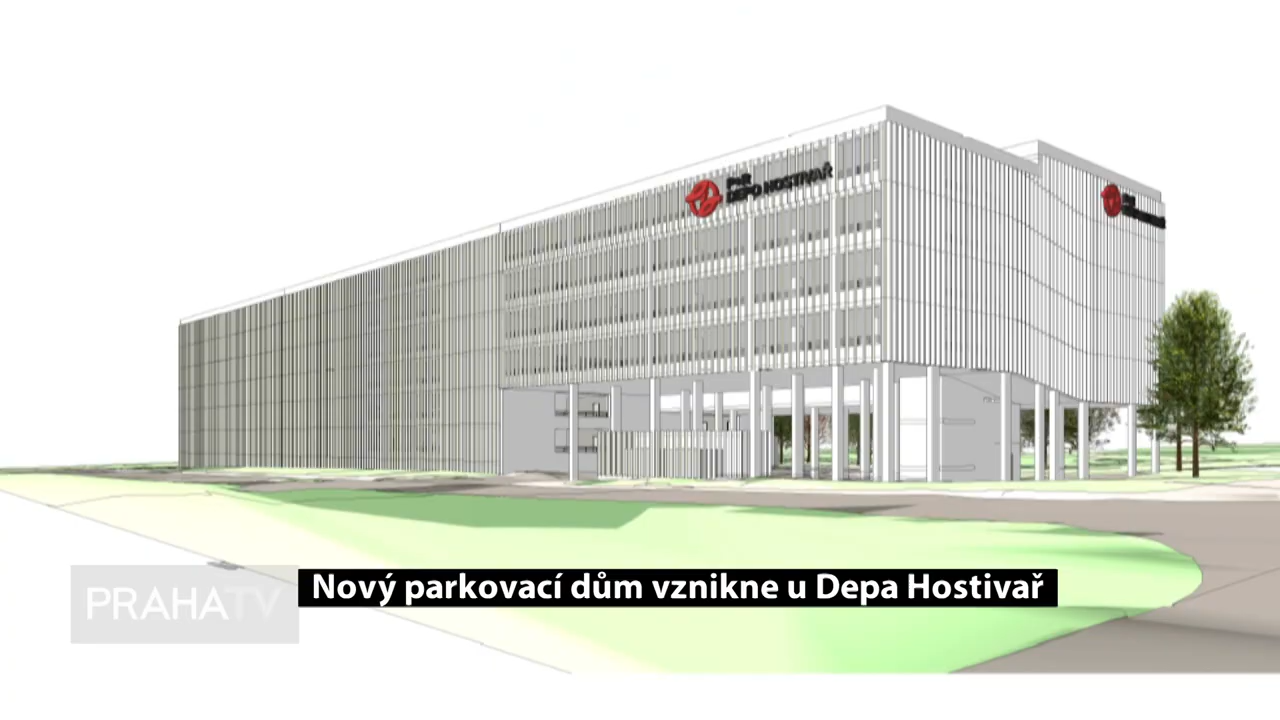 P+R
DEPO HOSTIVAŘ
PRAHATV
Nový parkovací dům vznikne u Depa Hostivař